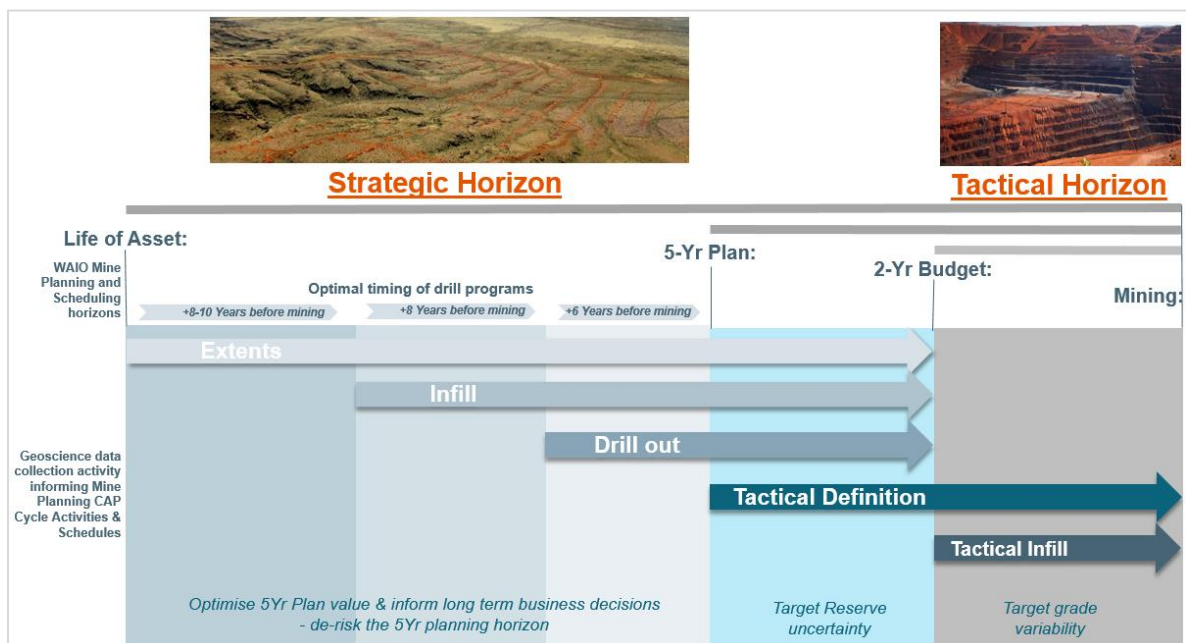 Strategic Horizon
Tactical Horizon
Life of Asset:
5-Yr Plan:
2-Yr Budget:
Mining:
WAIO Mine
Planning and
Scheduling
horizons
Optimal timing of drill programs
+8-10 Years before mining
+8 Years before mining
+6 Years before mining
Extents
Infill
Drill out
Tactical Definition
Tactical Infill
Geoscience data
collection activity
informing Mine
Planning CAP
Cycle Activities &
Schedules
Optimise 5Yr Plan value & inform long term business decisions
- de-risk the 5Yr planning horizon
Target Reserve
uncertainty
Target grade
variability